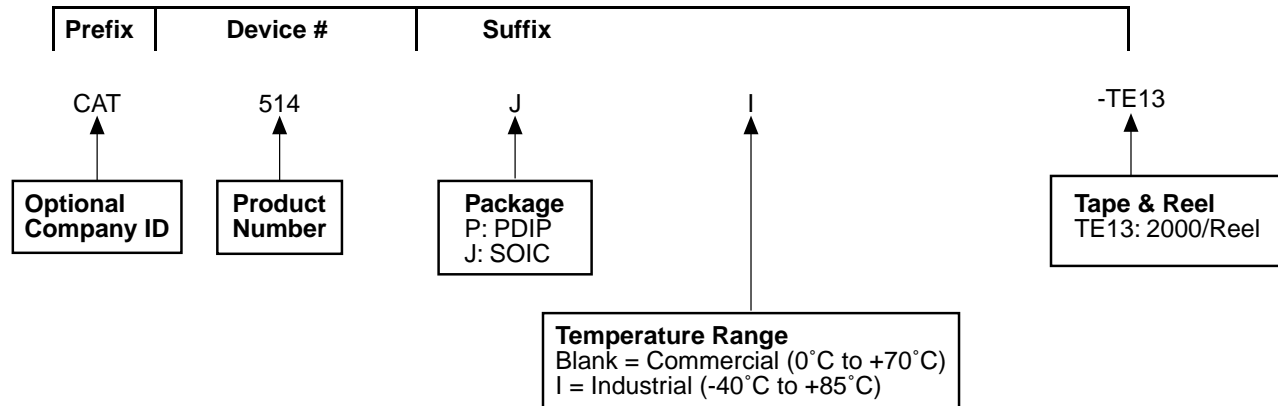 Prefix Device # Suffix
CAT 514 J I -TE13
Optional
Company ID
Product
Number
Package
P: PDIP
J: SOIC
Tape & Reel
TE13: 2000/Reel
Temperature Range
Blank = Commercial (0˚C to +70˚C)
I = Industrial (-40˚C to +85˚C)